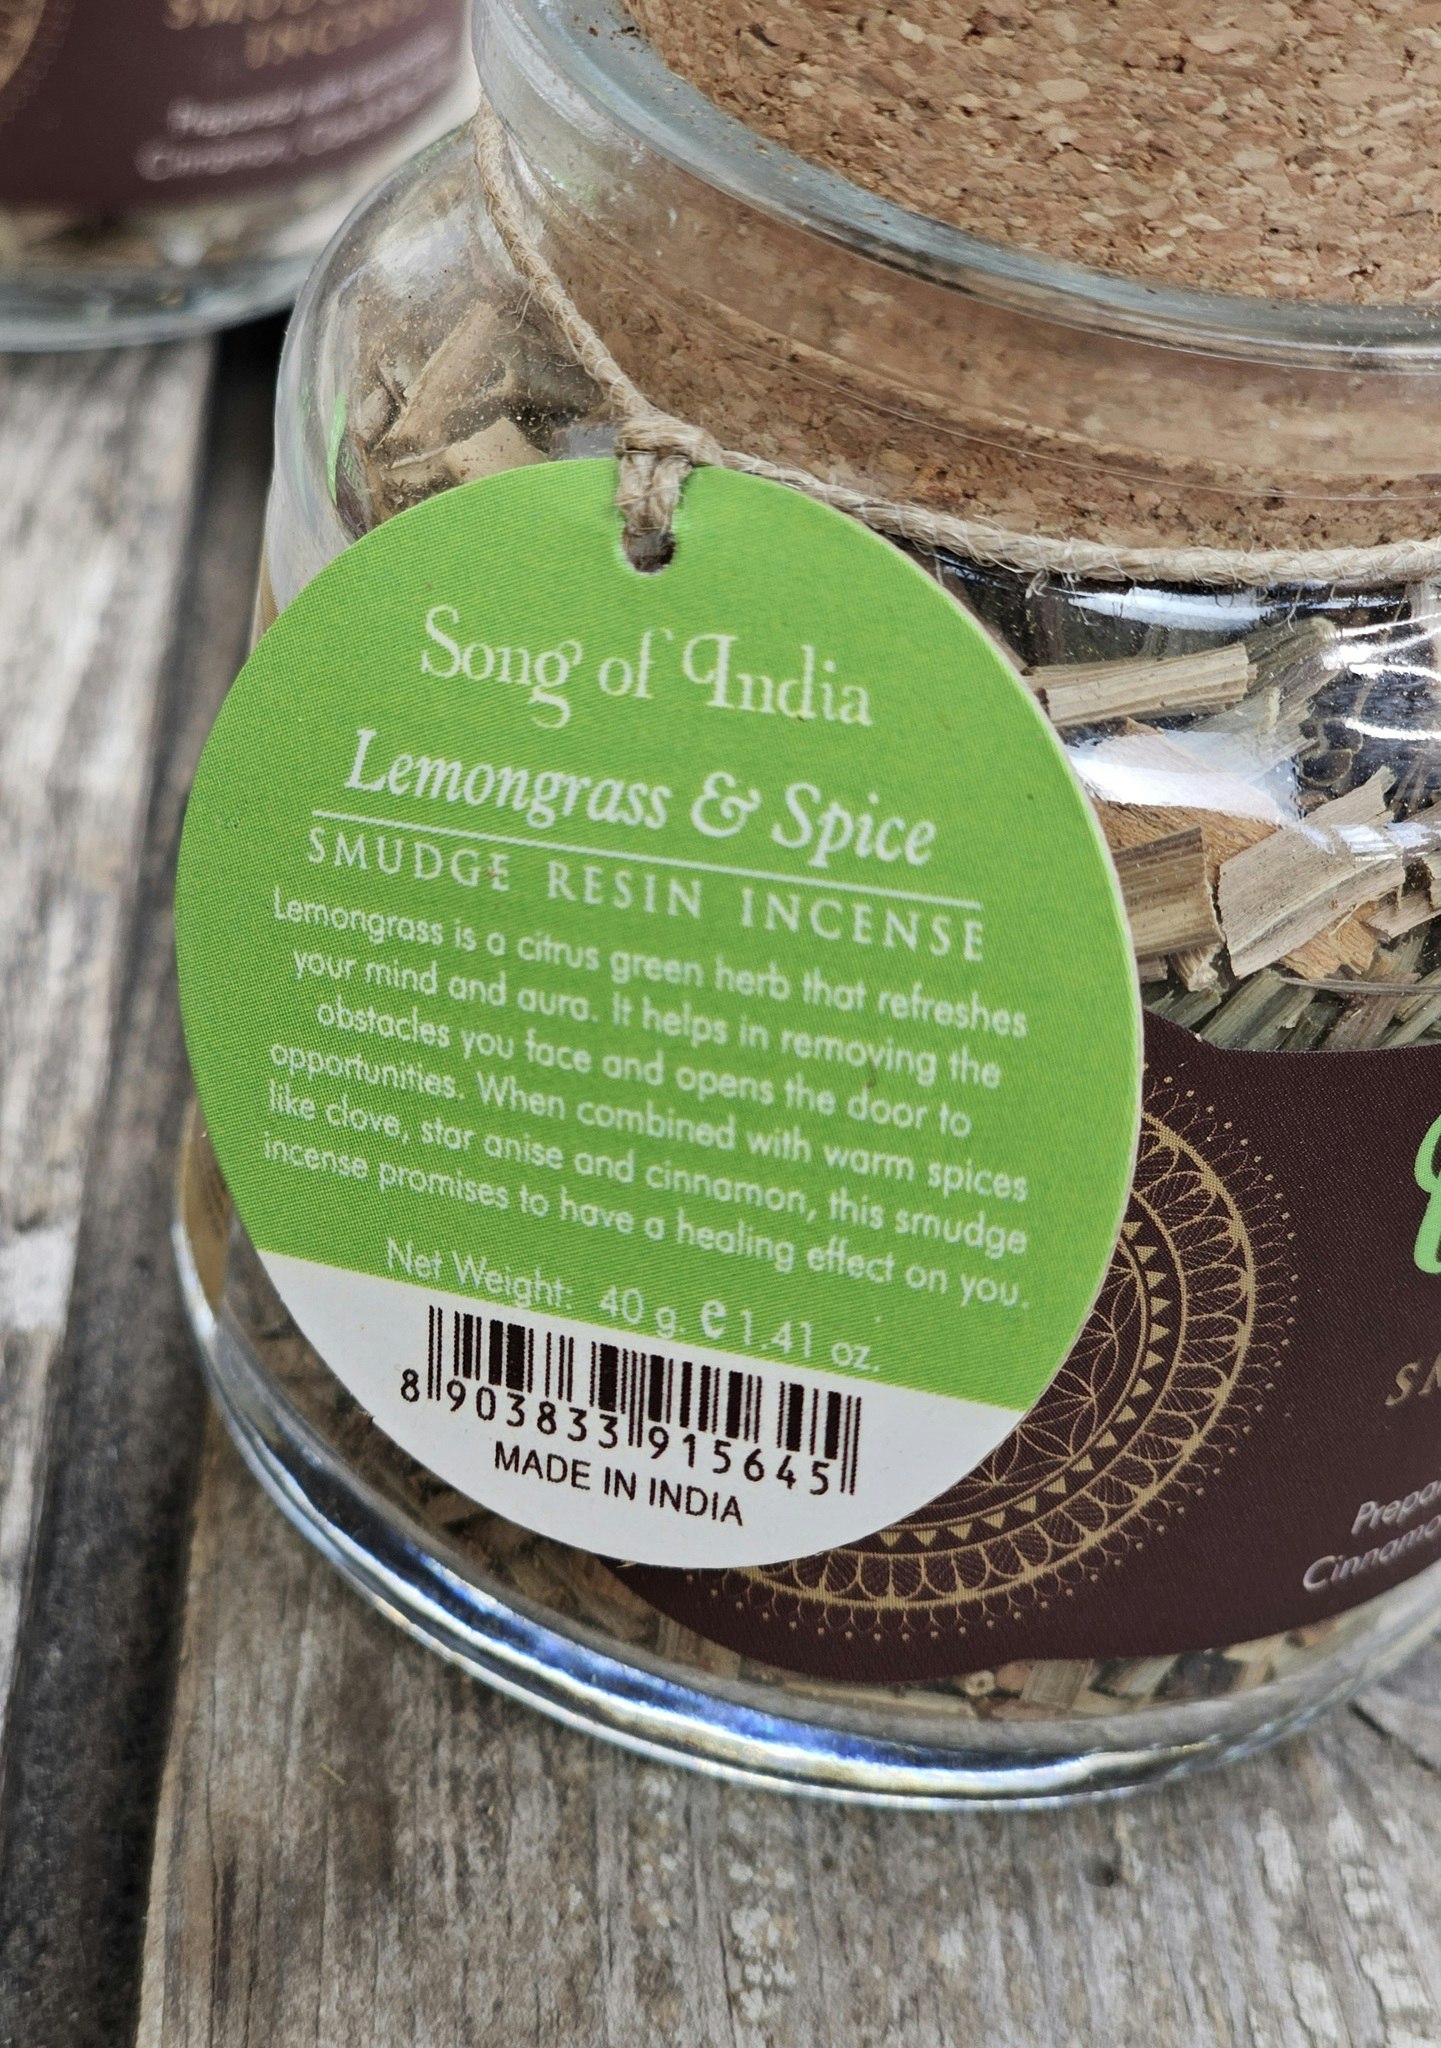 Song of India
Lemongrass & Spice
SMUDGE RESIN INCENSE
Lemongrass is a citrus green herb that refreshes
your mind and aura. It helps in removing the
obstacles you face and opens the door to
opportunities. When combined with warm spices
like clove, star anise and cinnamon, this smudge
incense promises to have a healing effect on you.
Net Weight: 40 g. e 1.41 oz.
8 903833 915645
MADE IN INDIA